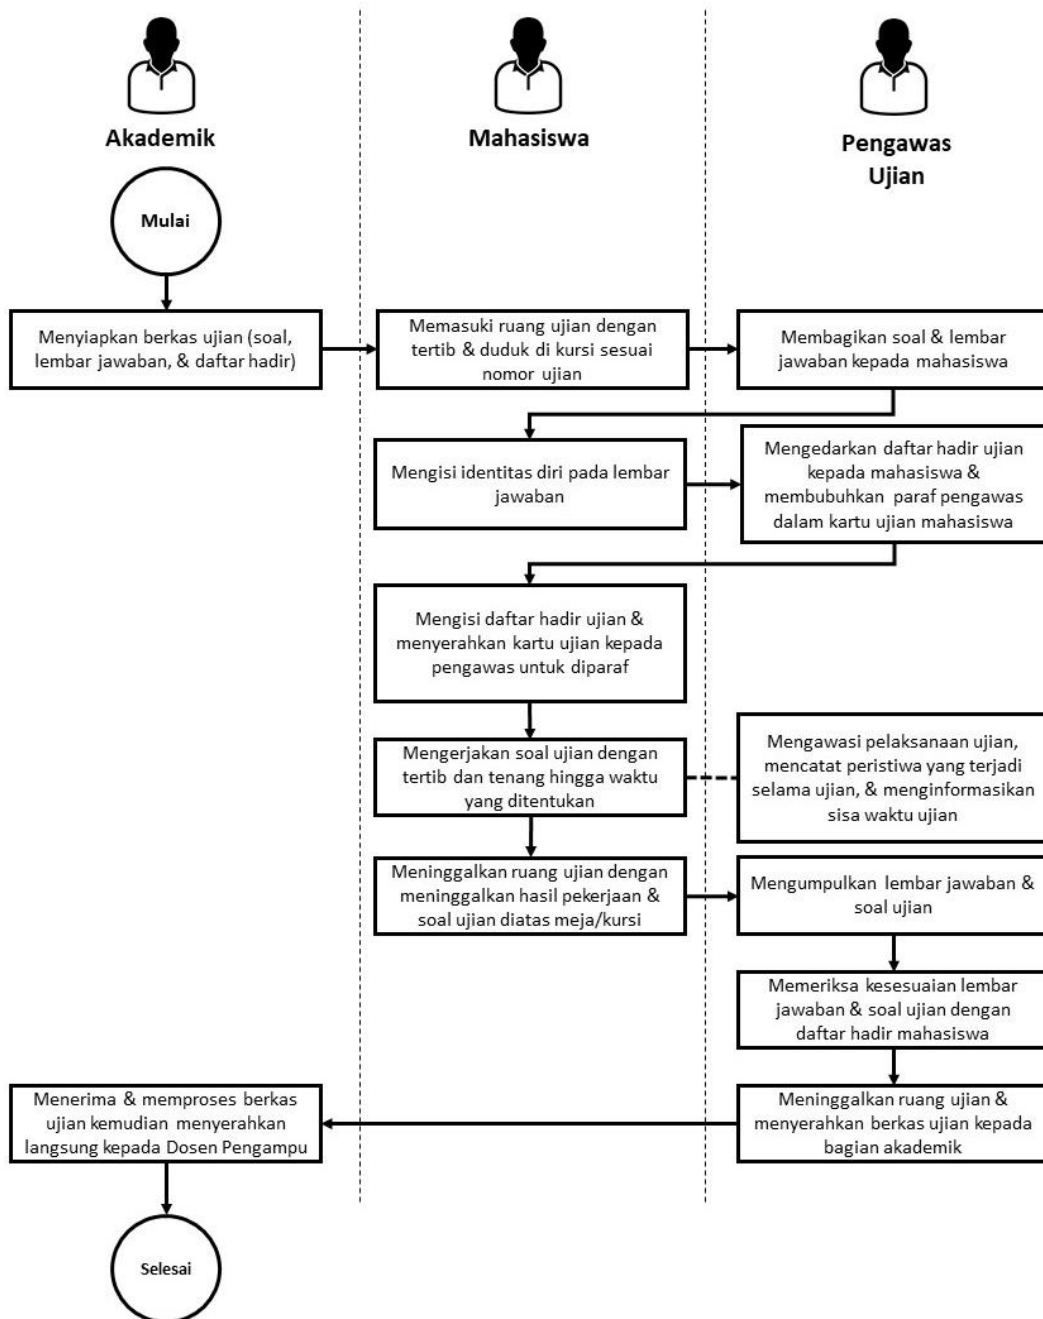 Akademik
Mahasiswa
Pengawas
Ujian
Mulai
Menyiapkan berkas ujian (soal,
lembar jawaban, & daftar hadir)
Memasuki ruang ujian dengan
tertib & duduk di kursi sesuai
nomor ujian
Membagikan soal & lembar
jawaban kepada mahasiswa
Mengisi identitas diri pada lembar
jawaban
Mengedarkan daftar hadir ujian
kepada mahasiswa &
membubuhkan paraf pengawas
dalam kartu ujian mahasiswa
Mengisi daftar hadir ujian &
menyerahkan kartu ujian kepada
pengawas untuk diparaf
Mengerjakan soal ujian dengan
tertib dan tenang hingga waktu
yang ditentukan
Mengawasi pelaksanaan ujian,
mencatat peristiwa yang terjadi
selama ujian, & menginformasikan
sisa waktu ujian
Meninggalkan ruang ujian dengan
meninggalkan hasil pekerjaan &
soal ujian diatas meja/kursi
Mengumpulkan lembar jawaban &
soal ujian
Memeriksa kesesuaian lembar
jawaban & soal ujian dengan
daftar hadir mahasiswa
Meninggalkan ruang ujian &
menyerahkan berkas ujian kepada
bagian akademik
Menerima & memproses berkas
ujian kemudian menyerahkan
langsung kepada Dosen Pengampu
Selesai